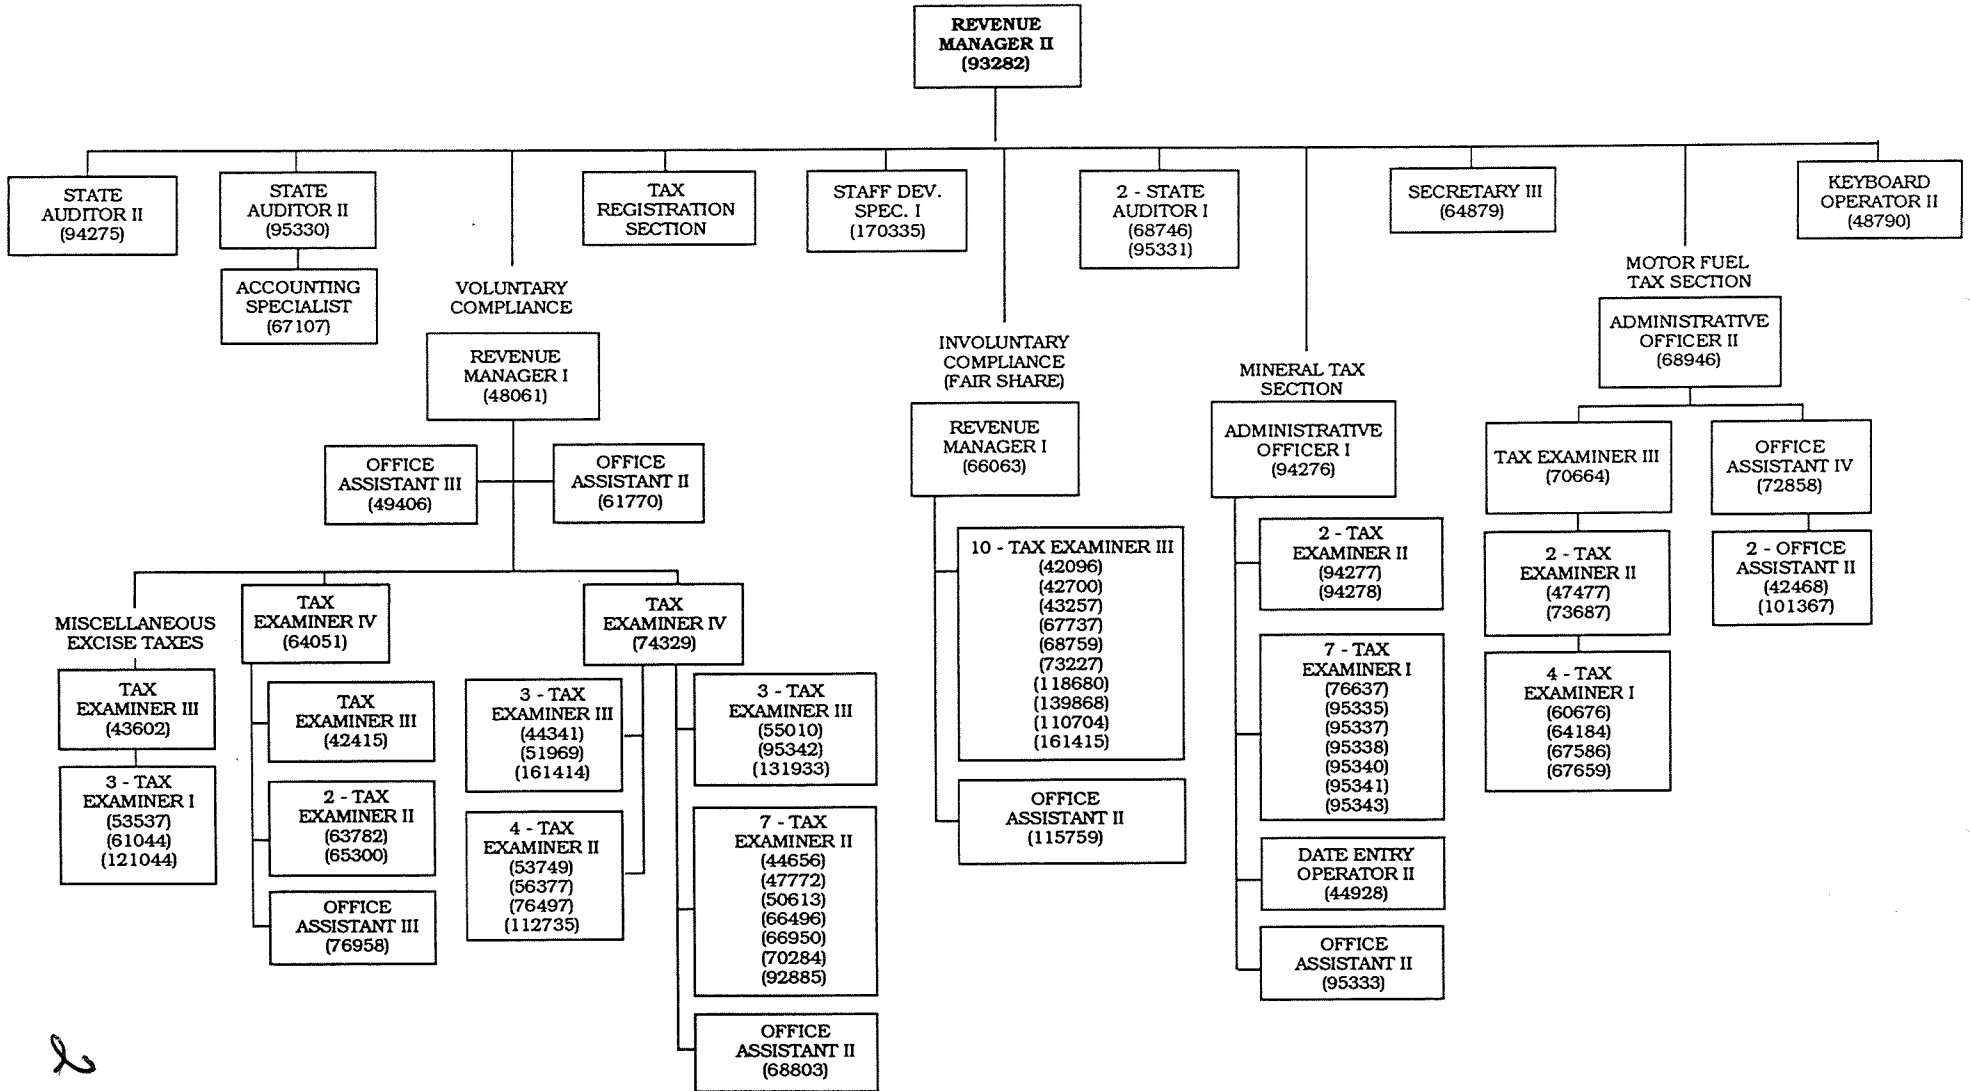 REVENUE
MANAGER II
(93282)
STATE
AUDITOR II
(94275)
STATE
AUDITOR II
(95330)
ACCOUNTING
SPECIALIST
(67107)
VOLUNTARY
COMPLIANCE
TAX
REGISTRATION
SECTION
STAFF DEV.
SPEC. I
(170335)
2 - STATE
AUDITOR I
(68746)
(95331)
SECRETARY III
(64879)
KEYBOARD
OPERATOR II
(48790)
REVENUE
MANAGER I
(48061)
OFFICE
ASSISTANT III
(49406)
OFFICE
ASSISTANT II
(61770)
MISCELLANEOUS
EXCISE TAXES
TAX
EXAMINER III
(43602)
3 - TAX
EXAMINER I
(53537)
(61044)
(121044)
TAX
EXAMINER IV
(64051)
TAX
EXAMINER III
(42415)
2 - TAX
EXAMINER II
(63782)
(65300)
OFFICE
ASSISTANT III
(76958)
TAX
EXAMINER IV
(74329)
3 - TAX
EXAMINER III
(44341)
(51969)
(161414)
4 - TAX
EXAMINER II
(53749)
(56377)
(76497)
(112735)
3 - TAX
EXAMINER III
(55010)
(95342)
(131933)
7 - TAX
EXAMINER II
(44656)
(47772)
(50613)
(66496)
(66950)
(70284)
(92885)
OFFICE
ASSISTANT II
(68803)
INVOLUNTARY
COMPLIANCE
(FAIR SHARE)
REVENUE
MANAGER I
(66063)
10 - TAX EXAMINER III
(42096)
(42700)
(43257)
(67737)
(68759)
(73227)
(118680)
(139868)
(110704)
(161415)
OFFICE
ASSISTANT II
(115759)
MINERAL TAX
SECTION
ADMINISTRATIVE
OFFICER I
(94276)
2 - TAX
EXAMINER II
(94277)
(94278)
7 - TAX
EXAMINER I
(76637)
(95335)
(95337)
(95338)
(95340)
(95341)
(95343)
DATE ENTRY
OPERATOR II
(44928)
OFFICE
ASSISTANT II
(95333)
MOTOR FUEL
TAX SECTION
ADMINISTRATIVE
OFFICER II
(68946)
TAX EXAMINER III
(70664)
2 - TAX
EXAMINER II
(47477)
(73687)
4 - TAX
EXAMINER I
(60676)
(64184)
(67586)
(67659)
OFFICE
ASSISTANT IV
(72858)
2 - OFFICE
ASSISTANT II
(42468)
(101367)